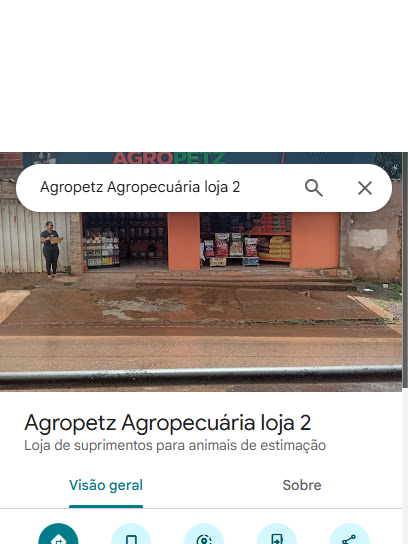 AGROPETZ
Agropetz Agropecuária loja 2
Agropetz Agropecuária loja 2
Loja de suprimentos para animais de estimação
Visão geral
Sobre